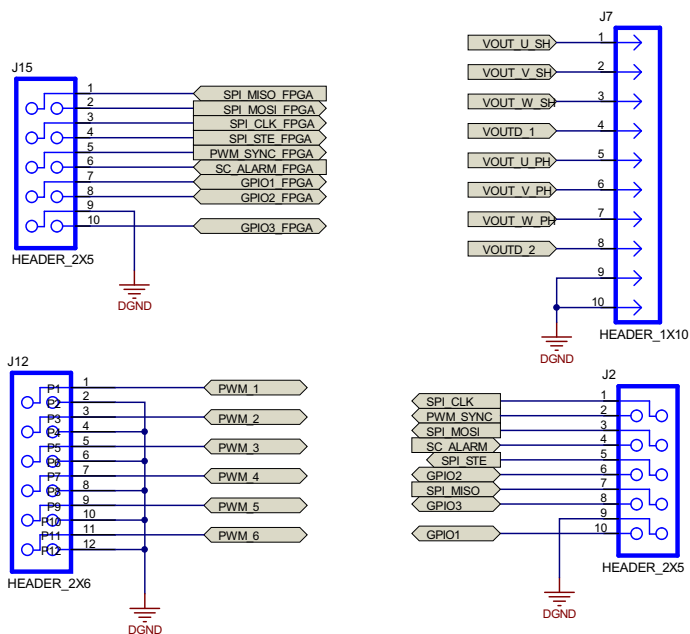 J15
1 SPI_MISO_FPGA
2 SPI_MOSI_FPGA
3 SPI_CLK_FPGA
4 SPI_STE_FPGA
5 PWM_SYNC_FPGA
6 SC_ALARM_FPGA
7 GPIO1_FPGA
8 GPIO2_FPGA
9
10 GPIO3_FPGA
HEADER_2X5
DGND
J7
VOUT_U_SH 1
VOUT_V_SH 2
VOUT_W_SH 3
VOUTD_1 4
VOUT_U_PH 5
VOUT_V_PH 6
VOUT_W_PH 7
VOUTD_2 8
9
10
HEADER_1X10
DGND
J12
P1 1 PWM_1
P2 2
P3 3 PWM_2
P4 4
P5 5 PWM_3
P6 6
P7 7 PWM_4
P8 8
P9 9 PWM_5
P10 10
P11 11 PWM_6
P12 12
HEADER_2X6
DGND
J2
SPI_CLK 1
PWM_SYNC 2
SPI_MOSI 3
SC_ALARM 4
SPI_STE 5
GPIO2 6
SPI_MISO 7
GPIO3 8
9
GPIO1 10
HEADER_2X5
DGND